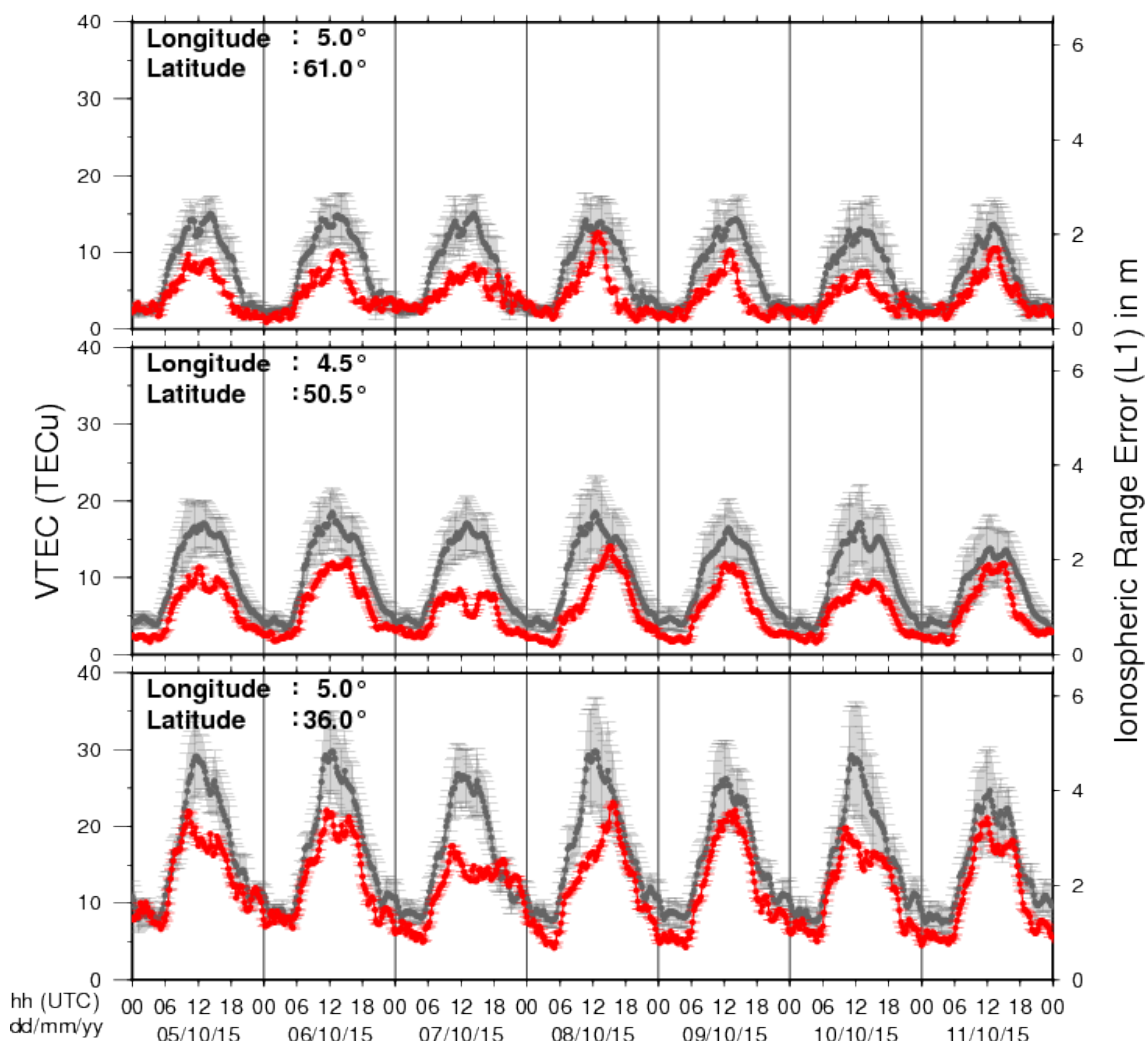 40
30
20
10
0
Longitude : 5.0°
Latitude :61.0°
6
4
2
0
40
30
20
10
0
Longitude : 4.5°
Latitude :50.5°
6
4
2
0
40
30
20
10
0
Longitude : 5.0°
Latitude :36.0°
6
4
2
0
VTEC (TECu)
Ionospheric Range Error (L1) in m
hh (UTC) 00 06 12 18 00 06 12 18 00 06 12 18 00 06 12 18 00 06 12 18 00 06 12 18 00 06 12 18 00
dd/mm/yy 05/10/15 06/10/15 07/10/15 08/10/15 09/10/15 10/10/15 11/10/15